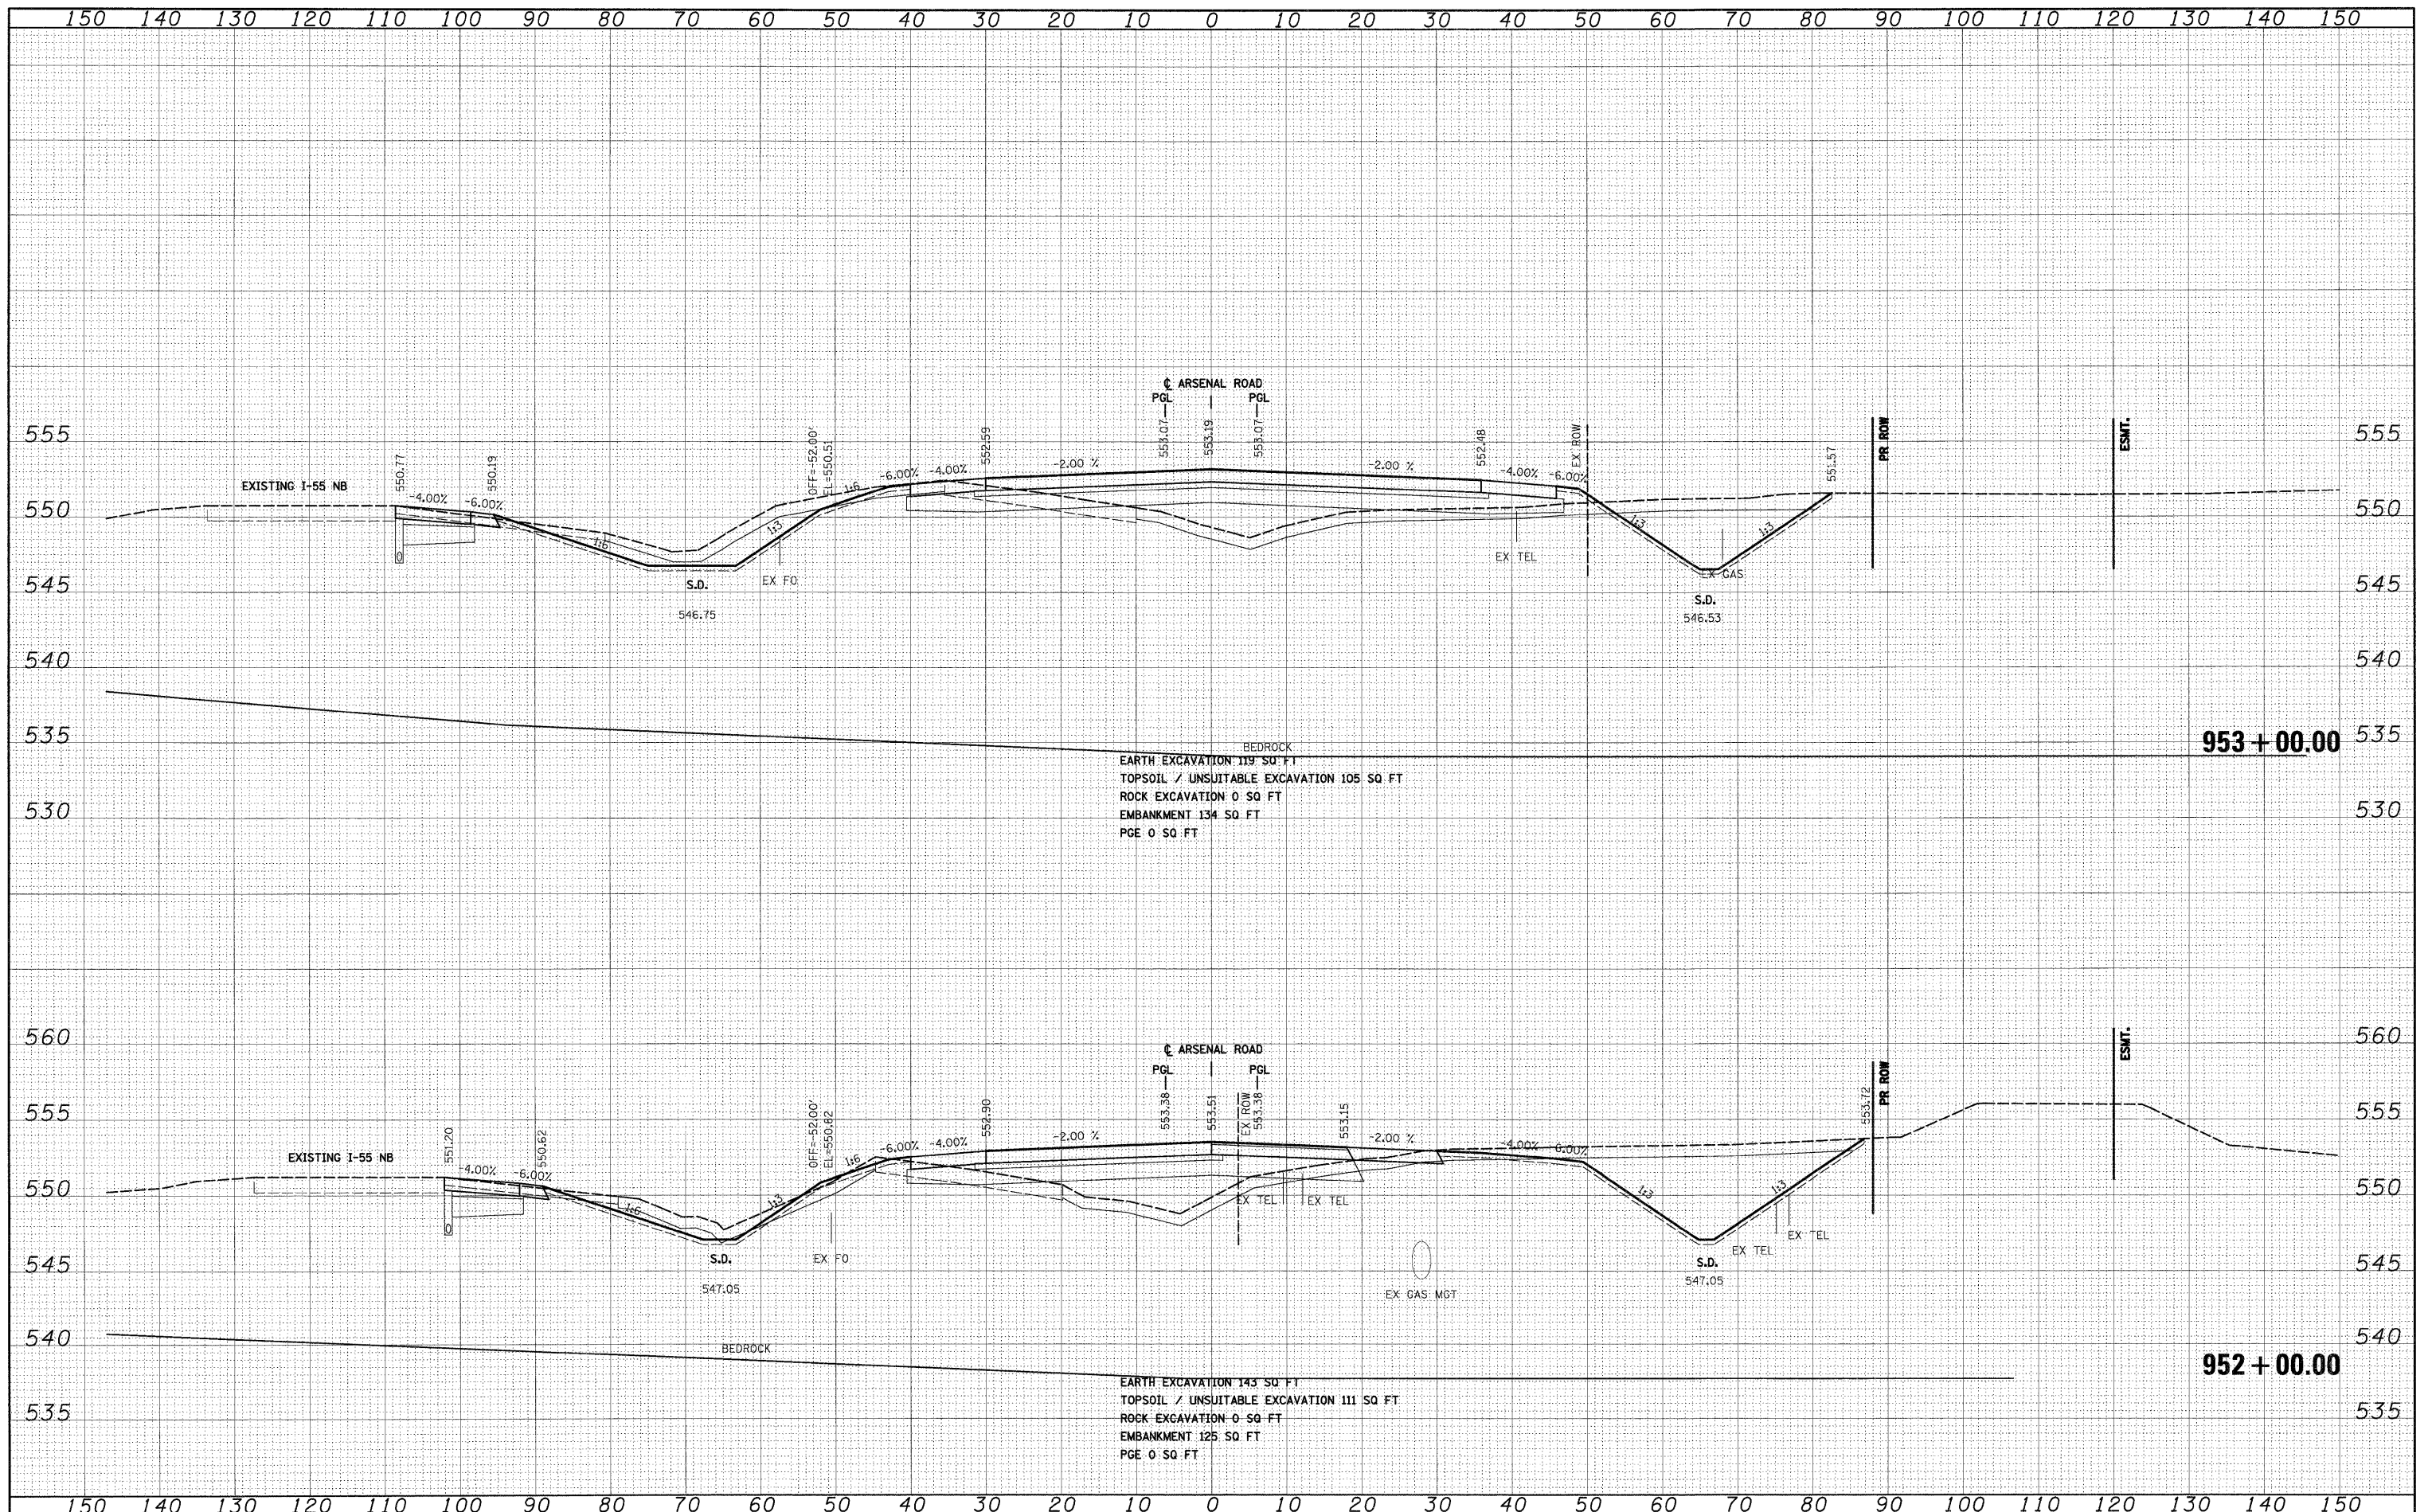 150 140 130 120 110 100 90 80 70 60 50 40 30 20 10 0 10 20 30 40 50 60 70 80 90 100 110 120 130 140 150
℄ ARSENAL ROAD
PGL PGL
555 555
550.77
550.19
OFF=-52.00'
EL=550.51
552.59
553.07
553.19
553.07
552.48
EX ROW
551.57
PR ROW
ESMT.
EXISTING I-55 NB
-4.00% -6.00% 1:6 -6.00% -4.00% -2.00 % -2.00 % -4.00% -6.00%
550 550
1:6 1:3 1:3 1:3
EX FO EX TEL EX GAS
545 S.D. S.D. 545
546.75 546.53
540 540
535 BEDROCK 953+00.00 535
EARTH EXCAVATION 119 SQ FT
TOPSOIL / UNSUITABLE EXCAVATION 105 SQ FT
ROCK EXCAVATION 0 SQ FT
530 530
EMBANKMENT 134 SQ FT
PGE 0 SQ FT
560 560
℄ ARSENAL ROAD
PGL PGL
ESMT.
555 555
551.20
550.62
OFF=-52.00'
EL=550.82
552.90
553.38
553.51
EX ROW
553.38
553.15
553.72
PR ROW
EXISTING I-55 NB
-4.00% -6.00% 1:6 -6.00% -4.00% -2.00 % -2.00 % -4.00% -6.00%
550 550
1:6 1:3 1:3 1:3
EX TEL EX TEL
EX FO EX TEL EX TEL
545 S.D. S.D. 545
547.05 EX GAS MGT 547.05
540 BEDROCK 540
952+00.00
EARTH EXCAVATION 143 SQ FT
TOPSOIL / UNSUITABLE EXCAVATION 111 SQ FT
535 ROCK EXCAVATION 0 SQ FT 535
EMBANKMENT 125 SQ FT
PGE 0 SQ FT
150 140 130 120 110 100 90 80 70 60 50 40 30 20 10 0 10 20 30 40 50 60 70 80 90 100 110 120 130 140 150